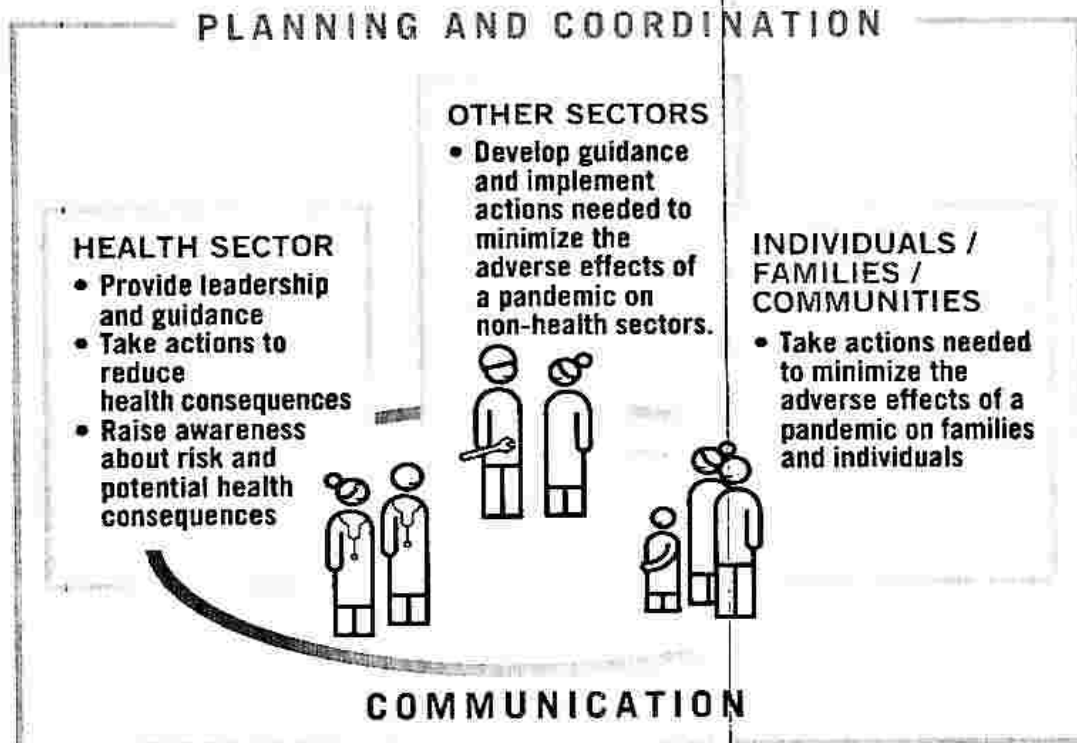 PLANNING AND COORDINATION
OTHER SECTORS
• Develop guidance
and implement
actions needed to
minimize the
adverse effects of
a pandemic on
non-health sectors.
HEALTH SECTOR
• Provide leadership
and guidance
• Take actions to
reduce
health consequences
• Raise awareness
about risk and
potential health
consequences
INDIVIDUALS /
FAMILIES /
COMMUNITIES
• Take actions needed
to minimize the
adverse effects of a
pandemic on families
and individuals
COMMUNICATION